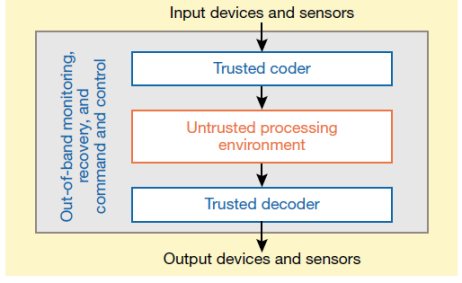 Input devices and sensors
Out-of-band monitoring,
recovery, and
command and control
Trusted coder
Untrusted processing
environment
Trusted decoder
Output devices and sensors